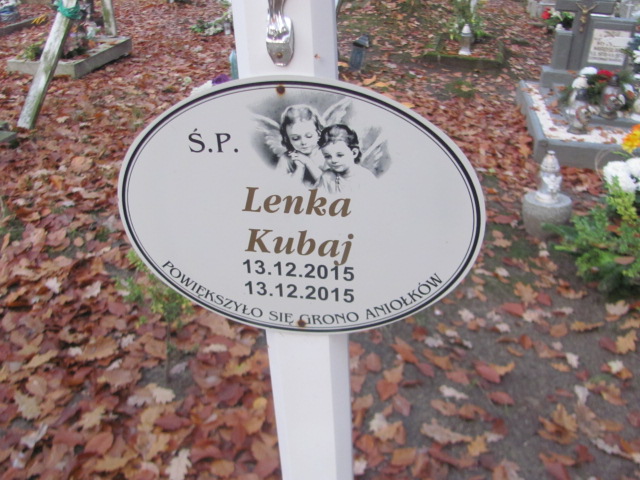 Ś.P.
Lenka
Kubaj
13.12.2015
13.12.2015
POWIĘKSZYŁO SIĘ GRONO ANIOŁKÓW